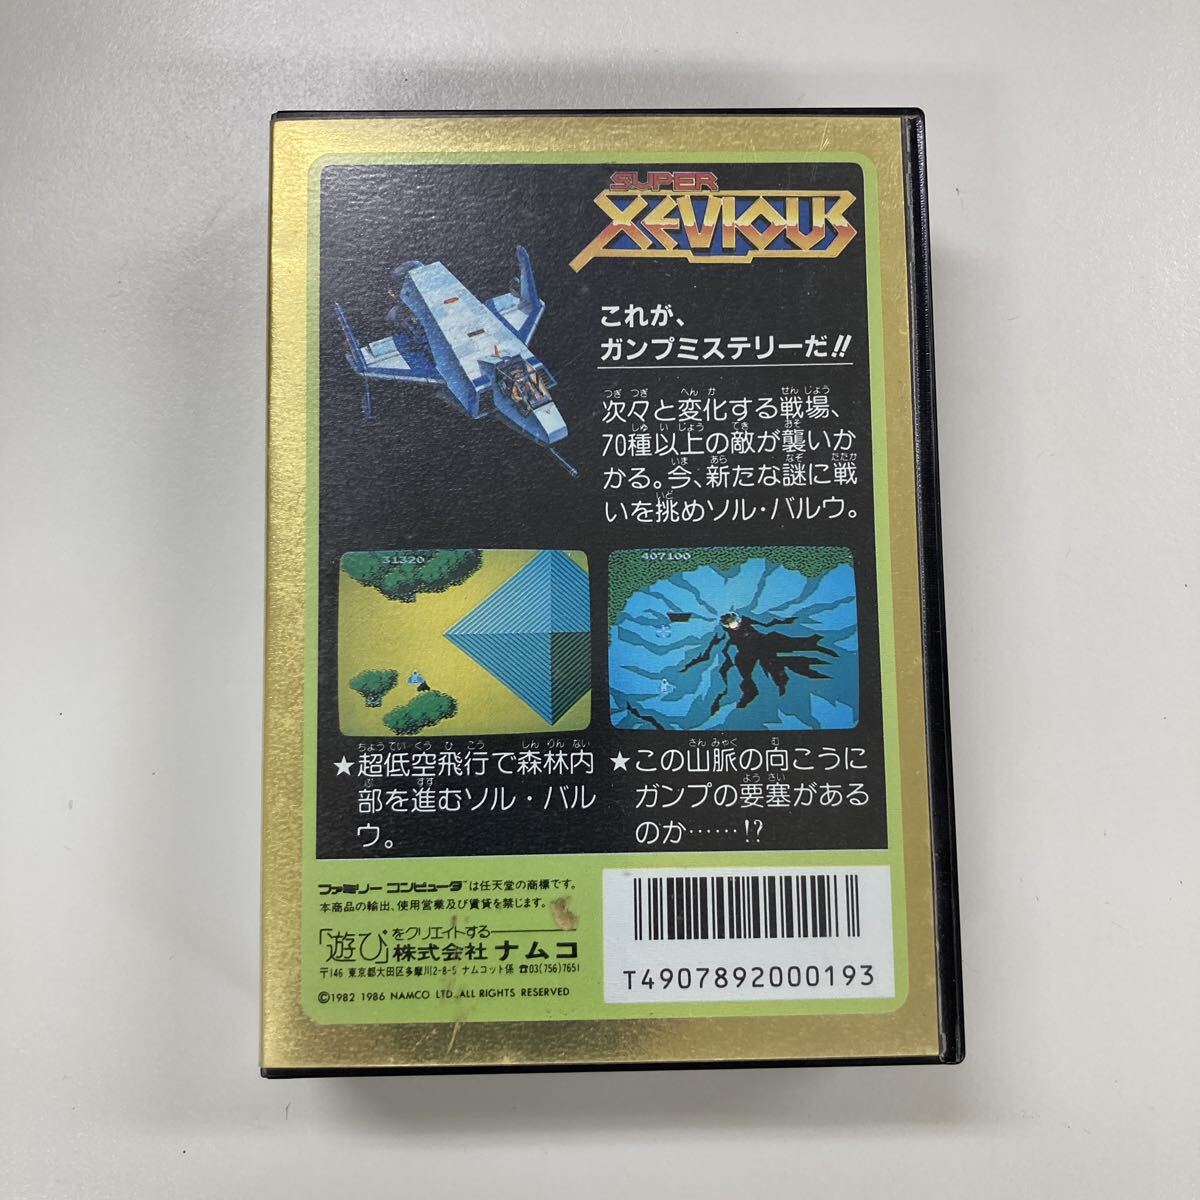 SUPER
XEVIOUS
これが、
ガンプミステリーだ!!
次々と変化する戦場、
70種以上の敵が襲いか
かる。今、新たな謎に戦
いを挑めソル・バルウ。
31320
407100
★超低空飛行で森林内
部を進むソル・バル
ウ。
★この山脈の向こうに
ガンプの要塞がある
のか……!?
ファミリーコンピュータ™は任天堂の商標です。
本商品の輸出、使用営業及び賃貸を禁じます。
「遊び」をクリエイトする
株式会社ナムコ
〒146 東京都大田区多摩川2-8-5 ナムコット係 ☎03(756)7651
©1982 1986 NAMCO LTD., ALL RIGHTS RESERVED
T4907892000193